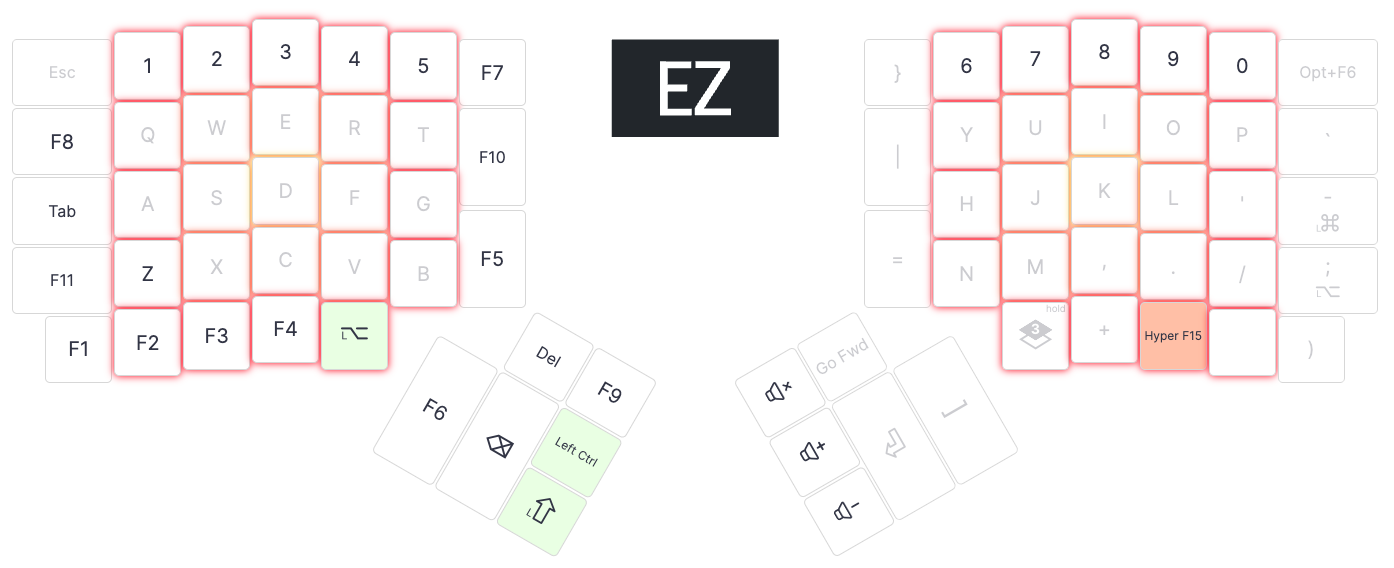 Esc 1 2 3 4 5 F7
F8 Q W E R T F10
Tab A S D F G
F11 Z X C V B F5
F1 F2 F3 F4 L⌥
Del F9
F6 ⌫ Left Ctrl
L⇧
EZ
} 6 7 8 9 0 Opt+F6
| Y U I O P `
H J K L ' -
L⌘
= N M , . / ;
L⌥
hold
3 + Hyper F15 )
Go Fwd
]